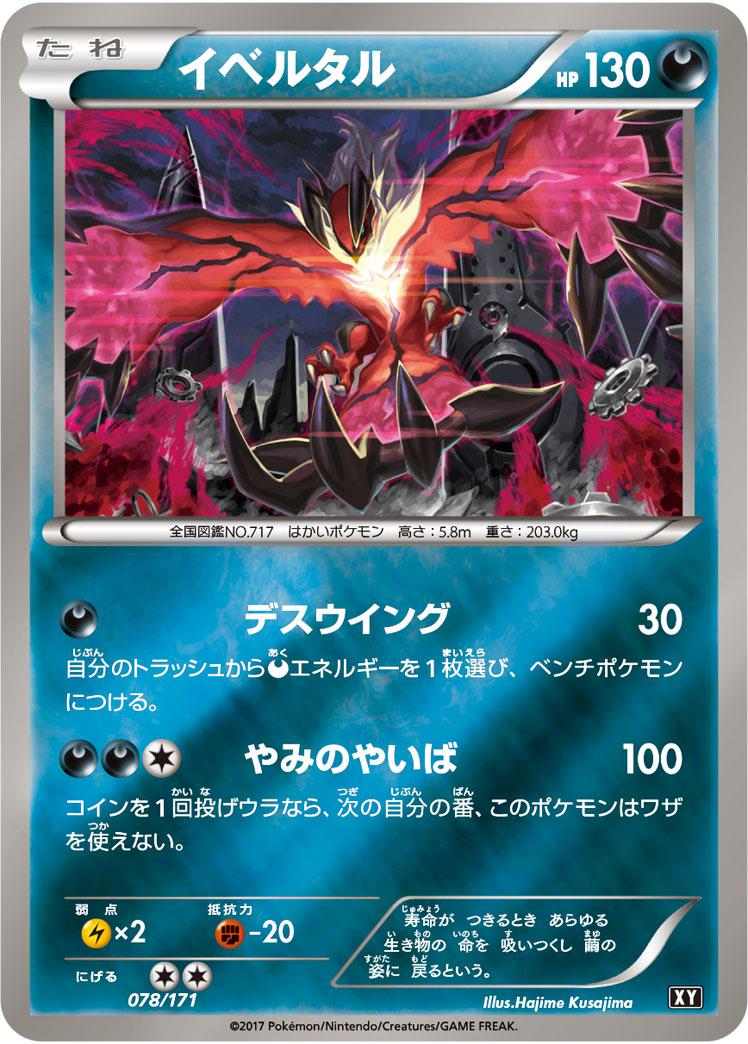 たね イベルタル HP130
全国図鑑NO.717 はかいポケモン 高さ：5.8m 重さ：203.0kg
デスウイング 30
自分のトラッシュからエネルギーを1枚選び、ベンチポケモン
につける。
やみのやいば 100
コインを1回投げウラなら、次の自分の番、このポケモンはワザ
を使えない。
弱点 抵抗力
×2 -20
にげる
寿命が つきるとき あらゆる
生き物の 命を 吸いつくし 繭の
姿に 戻るという。
078/171 Illus.Hajime Kusajima XY
©2017 Pokémon/Nintendo/Creatures/GAME FREAK.